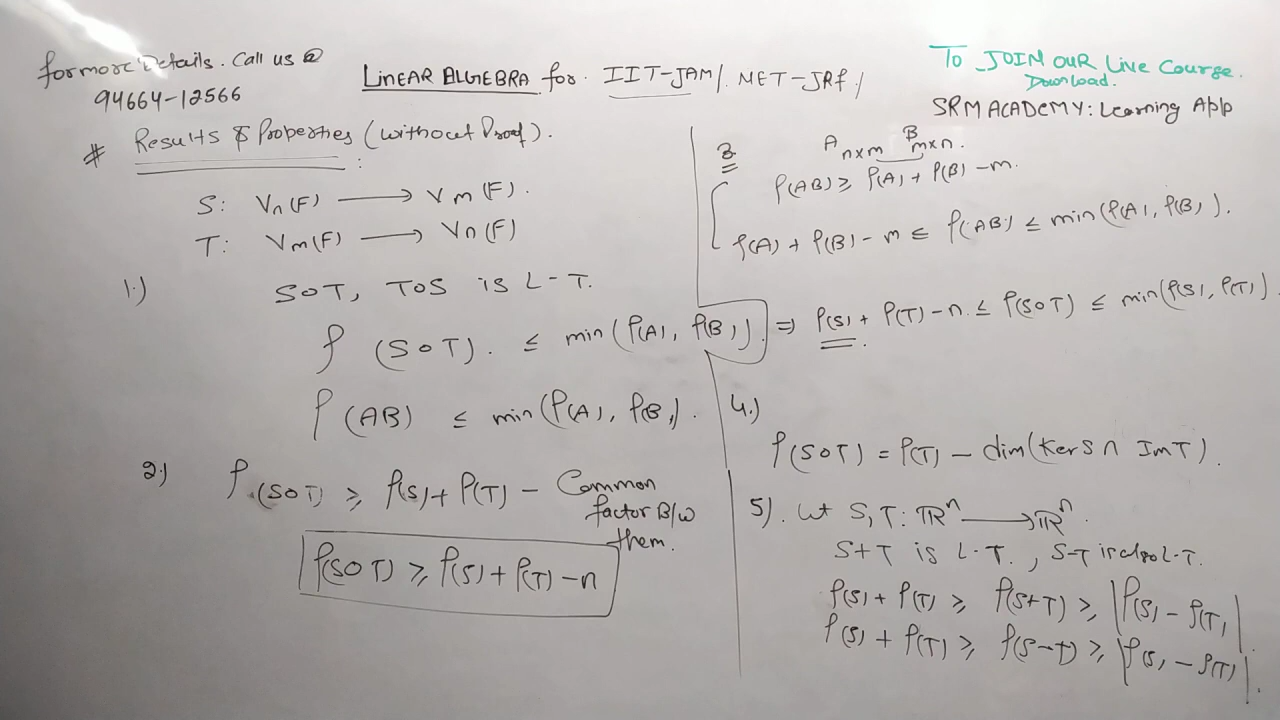 for more Details. Call us @
94664-12566
LINEAR ALGEBRA for IIT-JAM/. NET-JRf./
To JOIN OUR Live Course.
Download.
SRM ACADEMY: Learning App
# Results & Properties (without Proof). :
S: Vn(F) ⟶ Vm(F).
T: Vm(F) ⟶ Vn(F)
1.) SOT, TOS is L-T.
ρ(SOT). ≤ min(ρ(A), ρ(B)). ⇒ ρ(S) + ρ(T) - n. ≤ ρ(SOT) ≤ min(ρ(S), ρ(T)).
ρ(AB) ≤ min(ρ(A), ρ(B)).
2.) ρ(SOT) ≥ ρ(S) + ρ(T) - Common
factor B/w
them.
ρ(SOT) ≥ ρ(S) + ρ(T) - n
3 A n×m B m×n.
ρ(AB) ≥ ρ(A) + ρ(B) - m.
ρ(A) + ρ(B) - m ≤ ρ(AB) ≤ min(ρ(A), ρ(B)).
4.)
ρ(SOT) = ρ(T) - dim(Ker S ∩ Im T).
5). Let S, T: ℝⁿ ⟶ ℝⁿ.
S+T is L.T., S-T is also L.T.
ρ(S) + ρ(T) ≥ ρ(S+T) ≥ |ρ(S) - ρ(T)|
ρ(S) + ρ(T) ≥ ρ(S-T) ≥ |ρ(S) - ρ(T)|.